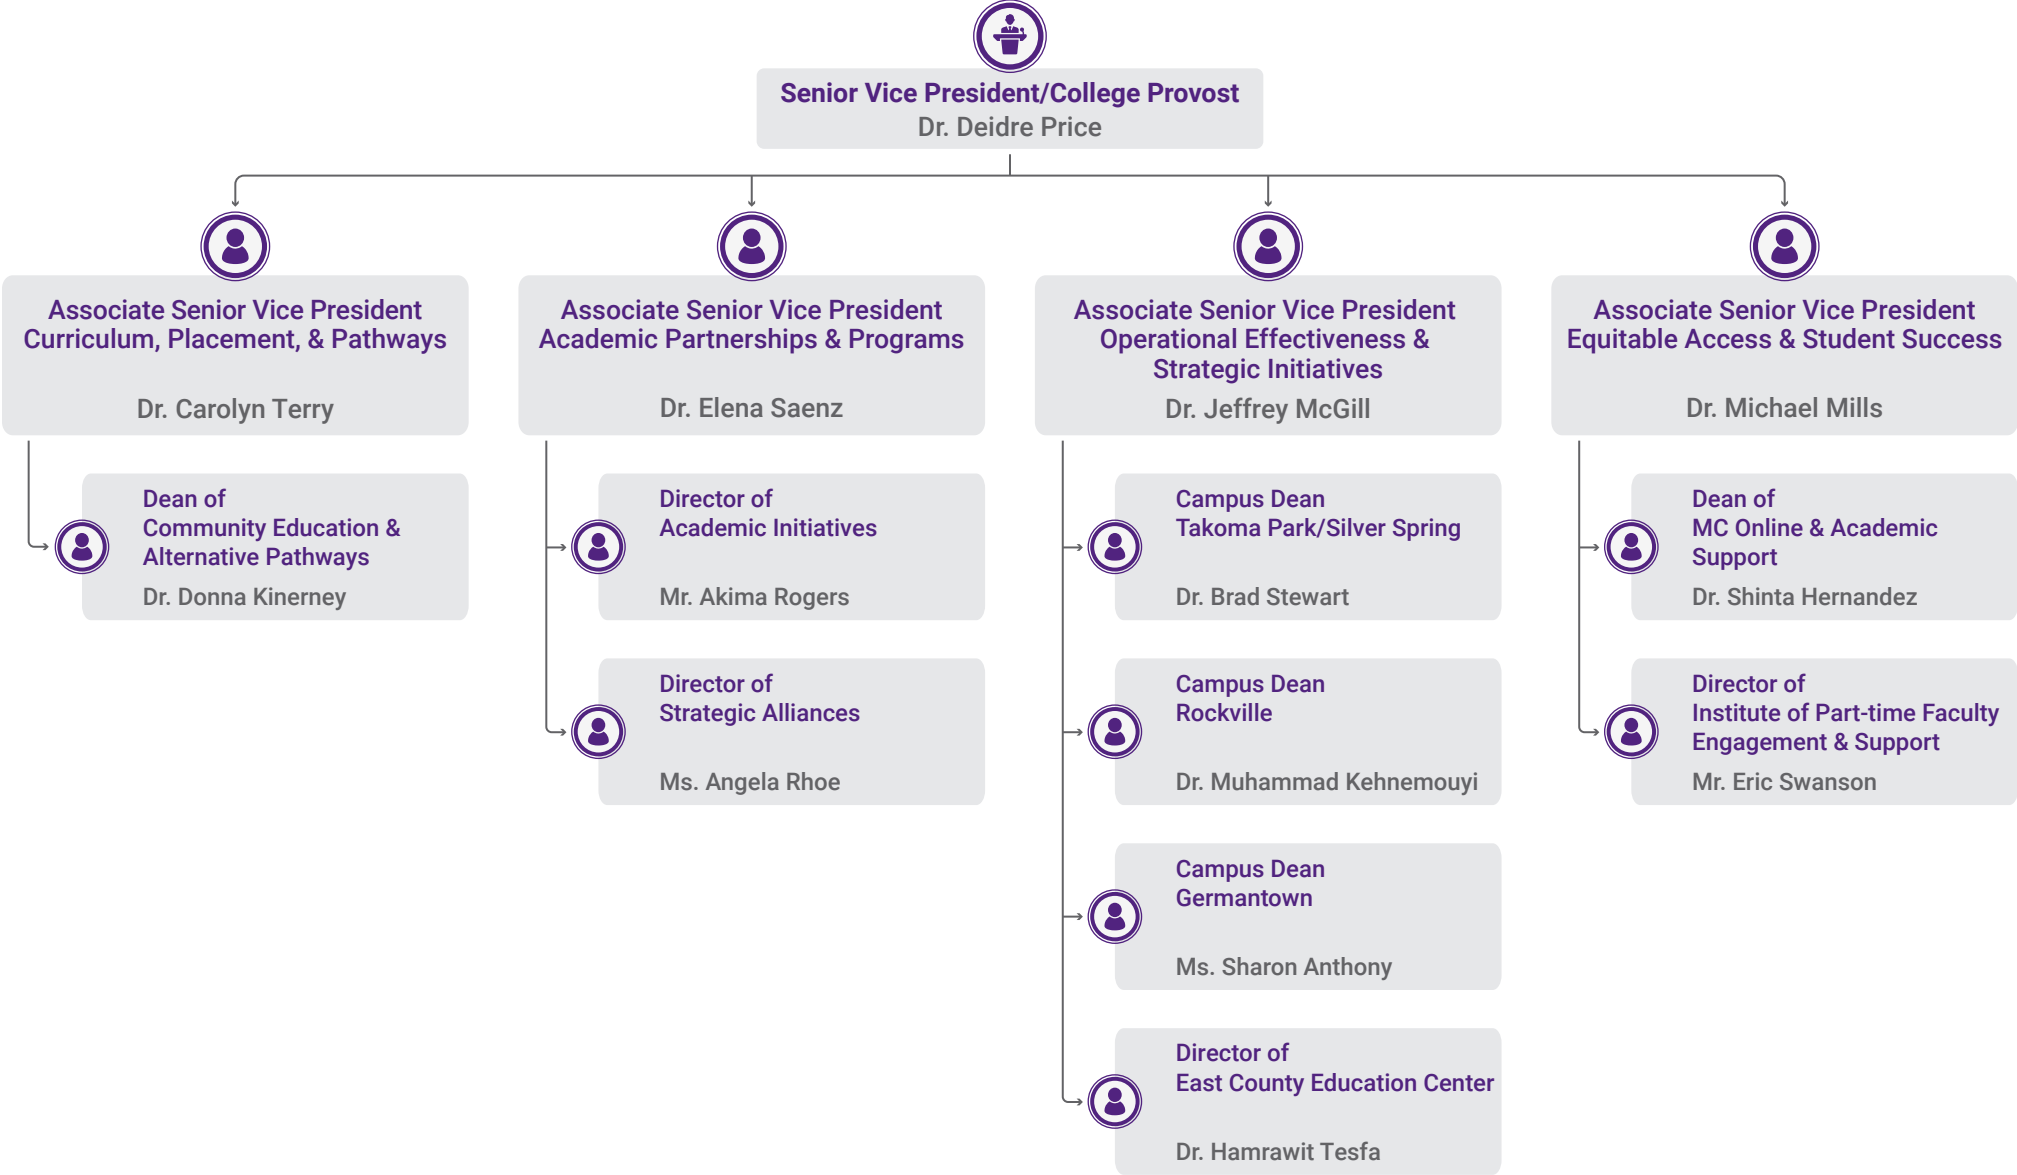 Senior Vice President/College Provost
Dr. Deidre Price
Associate Senior Vice President
Curriculum, Placement, & Pathways
Dr. Carolyn Terry
Dean of
Community Education &
Alternative Pathways
Dr. Donna Kinerney
Associate Senior Vice President
Academic Partnerships & Programs
Dr. Elena Saenz
Director of
Academic Initiatives
Mr. Akima Rogers
Director of
Strategic Alliances
Ms. Angela Rhoe
Associate Senior Vice President
Operational Effectiveness &
Strategic Initiatives
Dr. Jeffrey McGill
Campus Dean
Takoma Park/Silver Spring
Dr. Brad Stewart
Campus Dean
Rockville
Dr. Muhammad Kehnemouyi
Campus Dean
Germantown
Ms. Sharon Anthony
Director of
East County Education Center
Dr. Hamrawit Tesfa
Associate Senior Vice President
Equitable Access & Student Success
Dr. Michael Mills
Dean of
MC Online & Academic
Support
Dr. Shinta Hernandez
Director of
Institute of Part-time Faculty
Engagement & Support
Mr. Eric Swanson